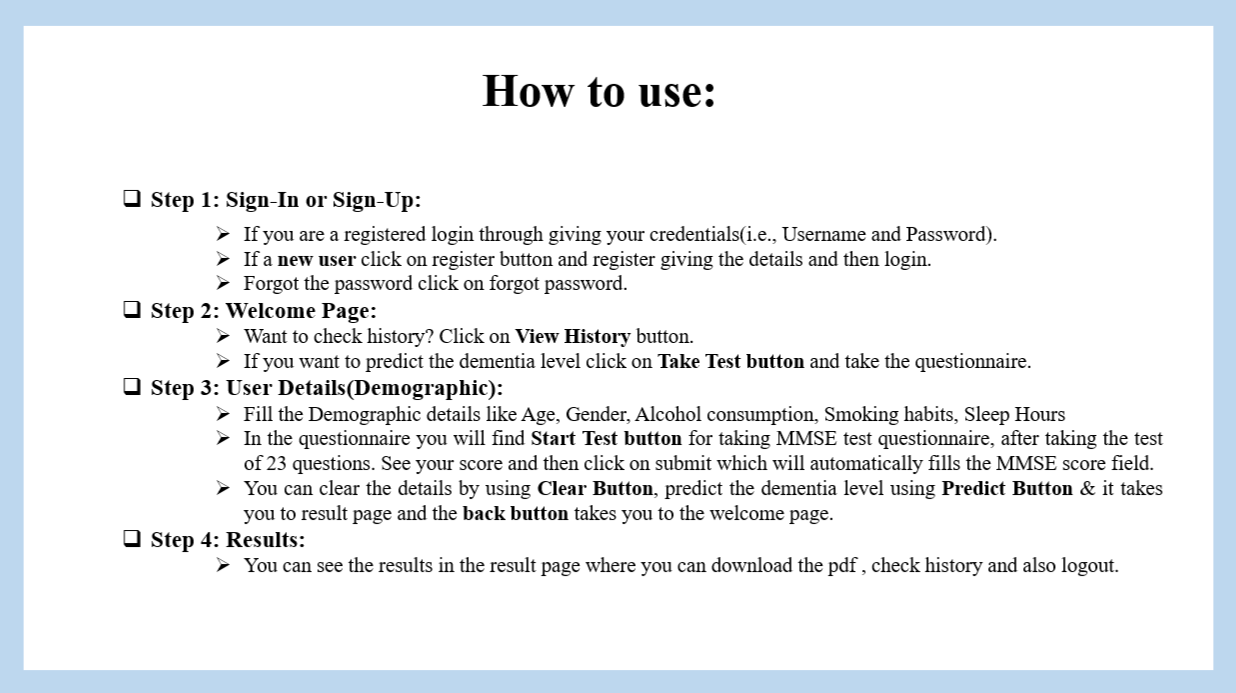 How to use:
❑ Step 1: Sign-In or Sign-Up:
➢ If you are a registered login through giving your credentials(i.e., Username and Password).
➢ If a new user click on register button and register giving the details and then login.
➢ Forgot the password click on forgot password.
❑ Step 2: Welcome Page:
➢ Want to check history? Click on View History button.
➢ If you want to predict the dementia level click on Take Test button and take the questionnaire.
❑ Step 3: User Details(Demographic):
➢ Fill the Demographic details like Age, Gender, Alcohol consumption, Smoking habits, Sleep Hours
➢ In the questionnaire you will find Start Test button for taking MMSE test questionnaire, after taking the test
of 23 questions. See your score and then click on submit which will automatically fills the MMSE score field.
➢ You can clear the details by using Clear Button, predict the dementia level using Predict Button & it takes
you to result page and the back button takes you to the welcome page.
❑ Step 4: Results:
➢ You can see the results in the result page where you can download the pdf , check history and also logout.